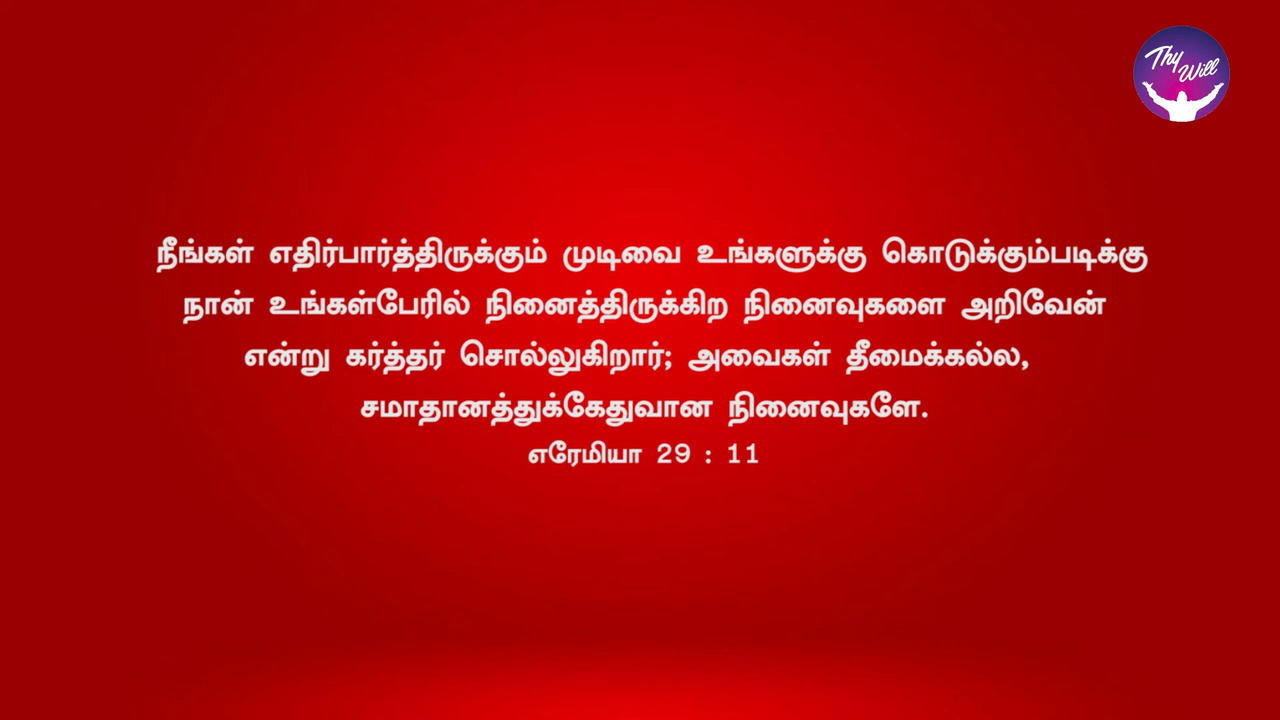 Thy
Will
நீங்கள் எதிர்பார்த்திருக்கும் முடிவை உங்களுக்கு கொடுக்கும்படிக்கு
நான் உங்கள்பேரில் நினைத்திருக்கிற நினைவுகளை அறிவேன்
என்று கர்த்தர் சொல்லுகிறார்; அவைகள் தீமைக்கல்ல,
சமாதானத்துக்கேதுவான நினைவுகளே.
எரேமியா 29 : 11